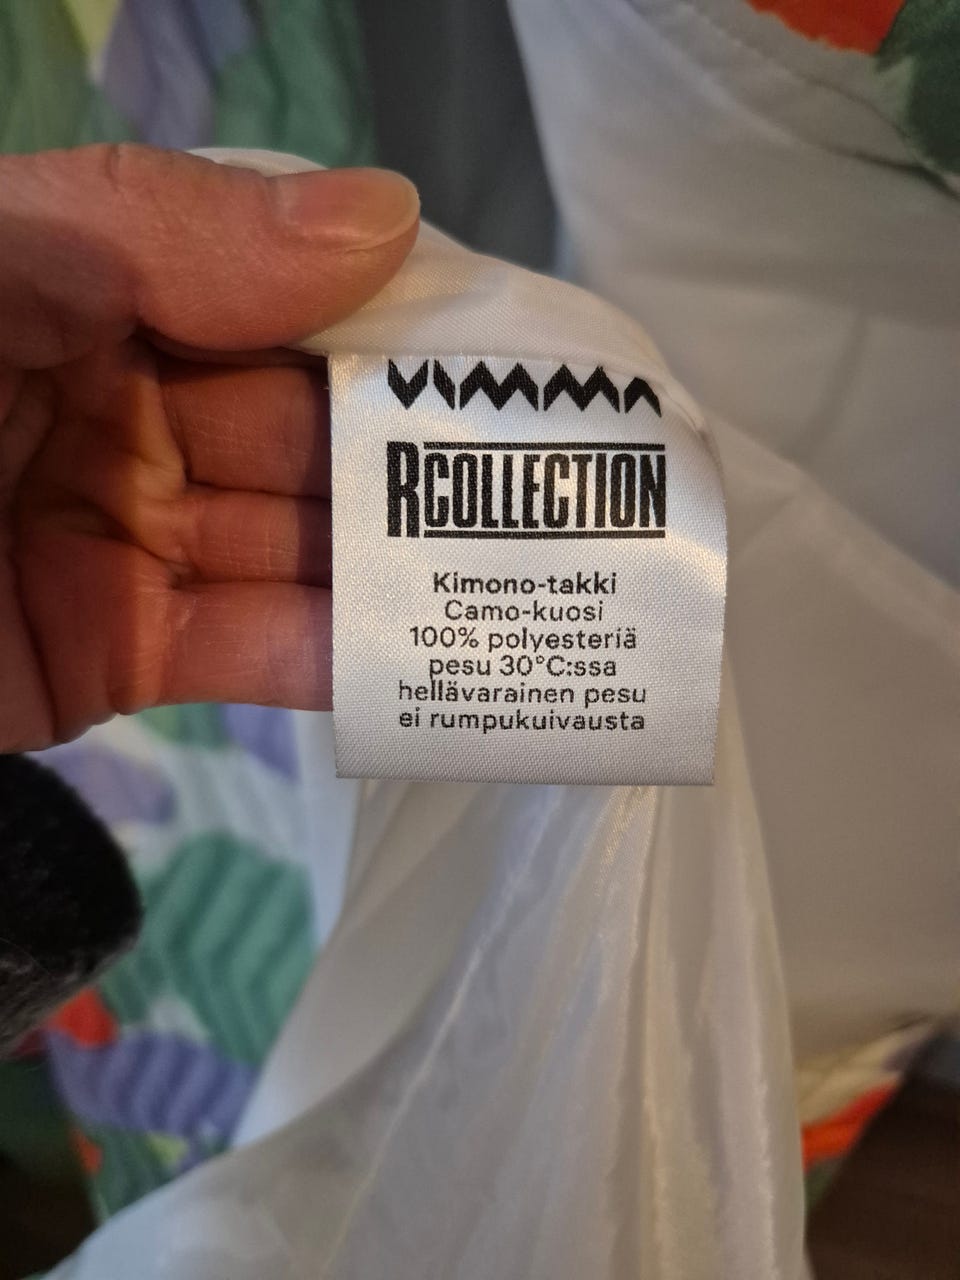 VIMMA
RCOLLECTION
Kimono-takki
Camo-kuosi
100% polyesteriä
pesu 30°C:ssa
hellävarainen pesu
ei rumpukuivausta